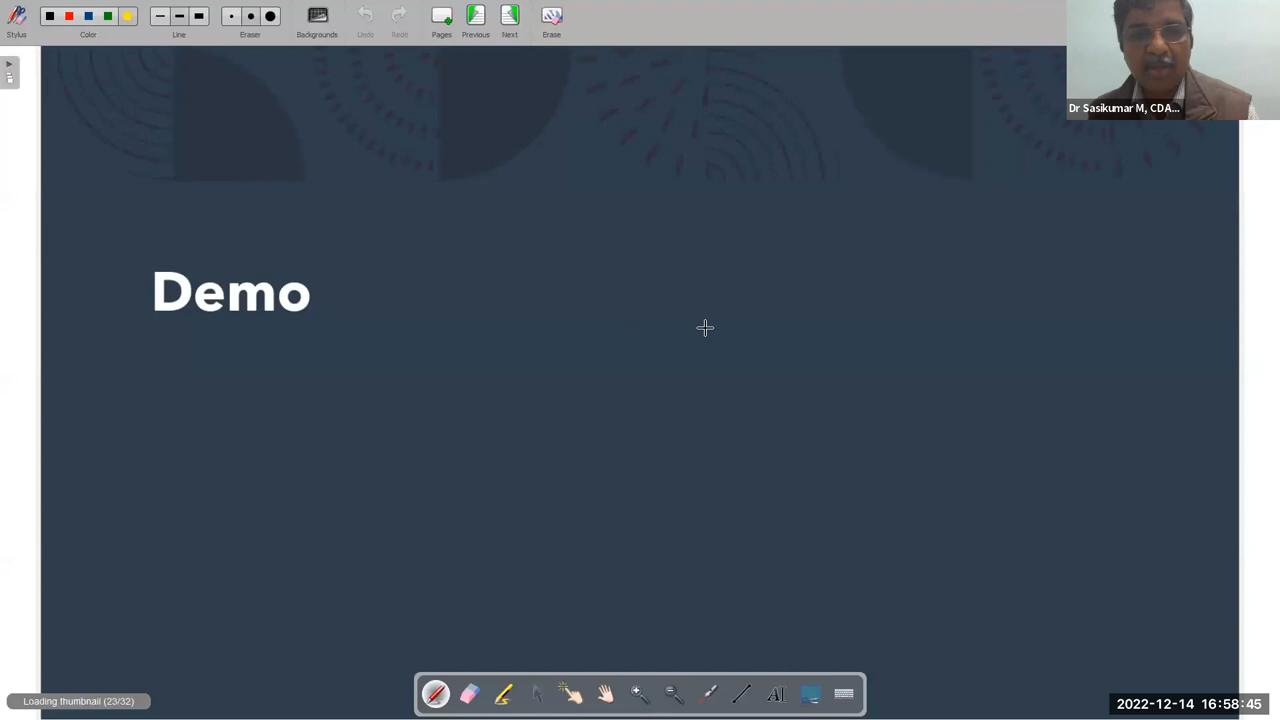 Stylus
Color
Line
Eraser
Backgrounds
Undo
Redo
Pages
Previous
Next
Erase
Dr Sasikumar M, CDA...
Demo
AI
Loading thumbnail (23/32)
2022-12-14 16:58:45